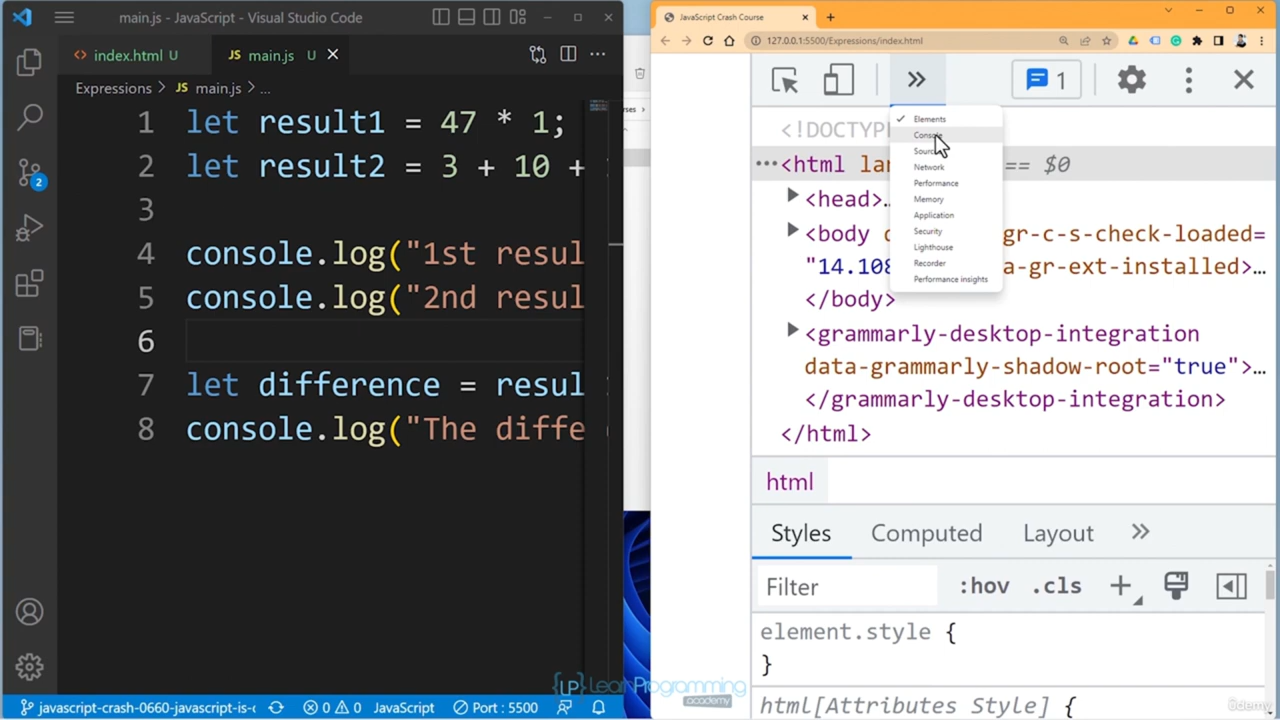 main.js - JavaScript - Visual Studio Code
index.html U
JS main.js U
Expressions > JS main.js > ...
1 let result1 = 47 * 1;
2 let result2 = 3 + 10 +
3
4 console.log("1st resul
5 console.log("2nd resul
6
7 let difference = resul
8 console.log("The diffe
2
javascript-crash-0660-javascript-is-c
0 0
JavaScript
Port : 5500
JavaScript Crash Course
127.0.0.1:5500/Expressions/index.html
1
Elements
Console
Network
Performance
Memory
Application
Security
Lighthouse
Recorder
Performance insights
<!DOCTYP
<html lan == $0
<head>…
<body d gr-c-s-check-loaded=
"14.108 a-gr-ext-installed>…
</body>
<grammarly-desktop-integration
data-grammarly-shadow-root="true">…
</grammarly-desktop-integration>
</html>
html
Styles Computed Layout
Filter :hov .cls
element.style {
}
html[Attributes Style] {
{LP} LearnProgramming
academy
ûdemy